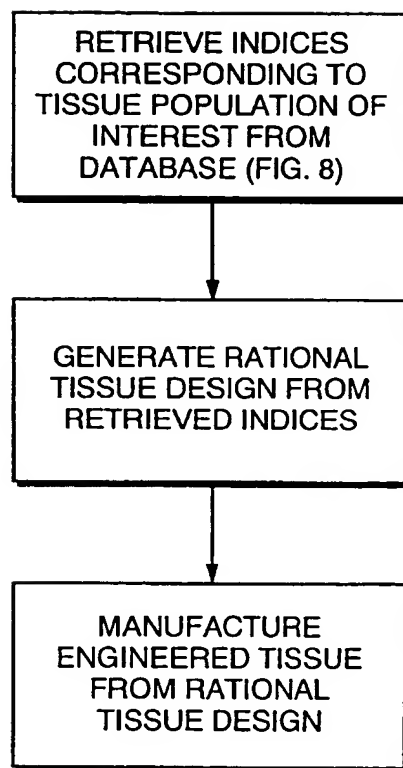 RETRIEVE INDICES
CORRESPONDING TO
TISSUE POPULATION OF
INTEREST FROM
DATABASE (FIG. 8)
GENERATE RATIONAL
TISSUE DESIGN FROM
RETRIEVED INDICES
MANUFACTURE
ENGINEERED TISSUE
FROM RATIONAL
TISSUE DESIGN